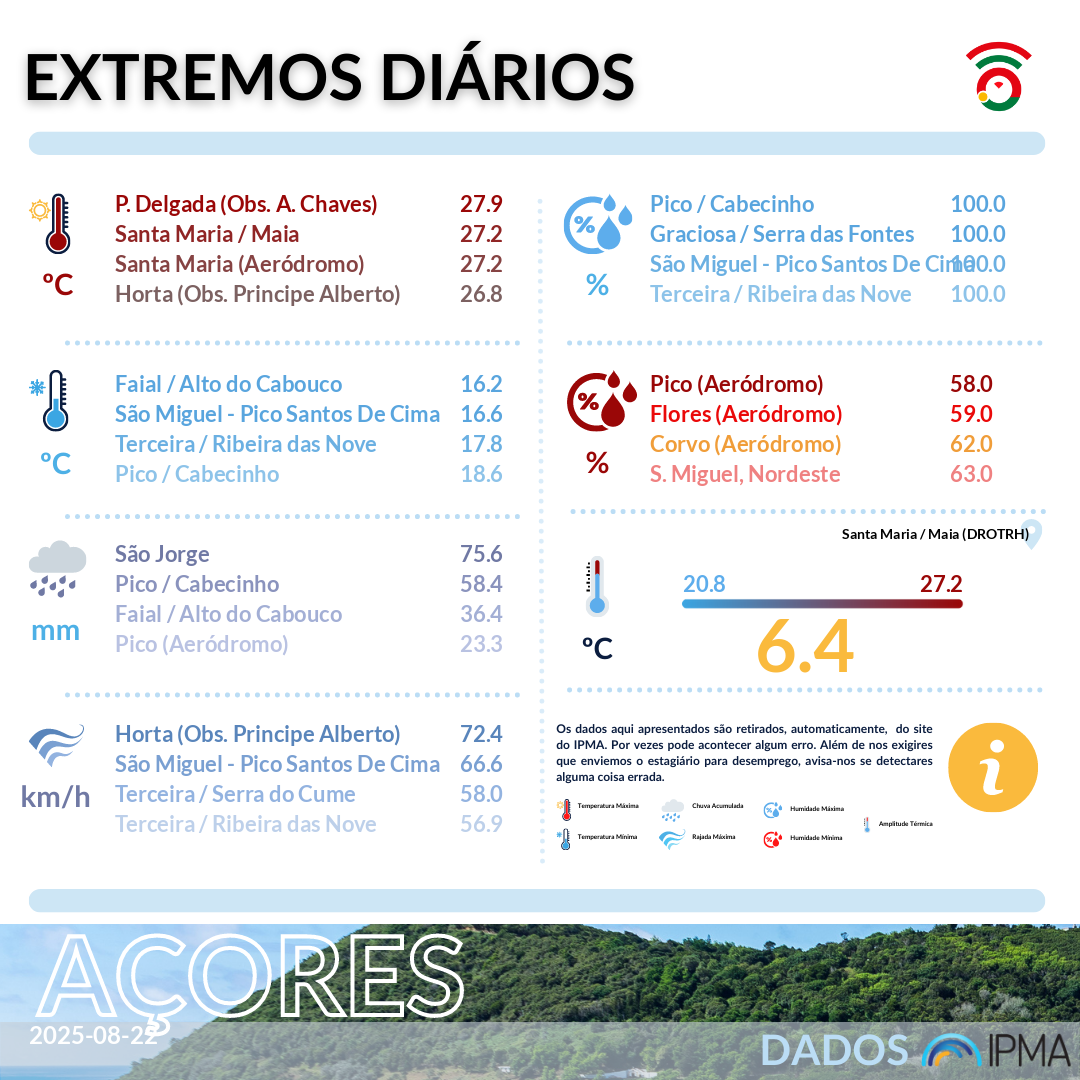 EXTREMOS DIÁRIOS
ºC
P. Delgada (Obs. A. Chaves) 27.9
Santa Maria / Maia 27.2
Santa Maria (Aeródromo) 27.2
Horta (Obs. Principe Alberto) 26.8
ºC
Faial / Alto do Cabouco 16.2
São Miguel - Pico Santos De Cima 16.6
Terceira / Ribeira das Nove 17.8
Pico / Cabecinho 18.6
mm
São Jorge 75.6
Pico / Cabecinho 58.4
Faial / Alto do Cabouco 36.4
Pico (Aeródromo) 23.3
km/h
Horta (Obs. Principe Alberto) 72.4
São Miguel - Pico Santos De Cima 66.6
Terceira / Serra do Cume 58.0
Terceira / Ribeira das Nove 56.9
%
%
Pico / Cabecinho 100.0
Graciosa / Serra das Fontes 100.0
São Miguel - Pico Santos De Cima 100.0
Terceira / Ribeira das Nove 100.0
%
%
Pico (Aeródromo) 58.0
Flores (Aeródromo) 59.0
Corvo (Aeródromo) 62.0
S. Miguel, Nordeste 63.0
Santa Maria / Maia (DROTRH)
ºC
20.8 27.2
6.4
Os dados aqui apresentados são retirados, automaticamente, do site
do IPMA. Por vezes pode acontecer algum erro. Além de nos exigires
que enviemos o estagiário para desemprego, avisa-nos se detectares
alguma coisa errada.
i
Temperatura Máxima
Chuva Acumulada
Humidade Máxima
Amplitude Térmica
Temperatura Mínima
Rajada Máxima
Humidade Mínima
AÇORES
2025-08-22
DADOS IPMA